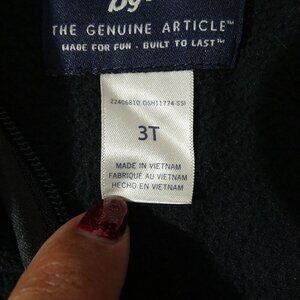 THE GENUINE ARTICLE™
MADE FOR FUN · BUILT TO LAST™
3T
MADE IN VIETNAM
FABRIQUÉ AU VIETNAM
HECHO EN VIETNAM